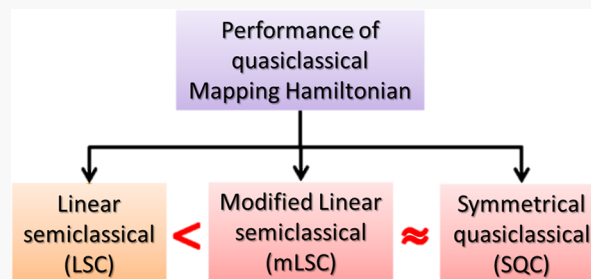 Performance of
quasiclassical
Mapping Hamiltonian
Linear
semiclassical
(LSC)
<
Modified Linear
semiclassical
(mLSC)
≈
Symmetrical
quasiclassical
(SQC)